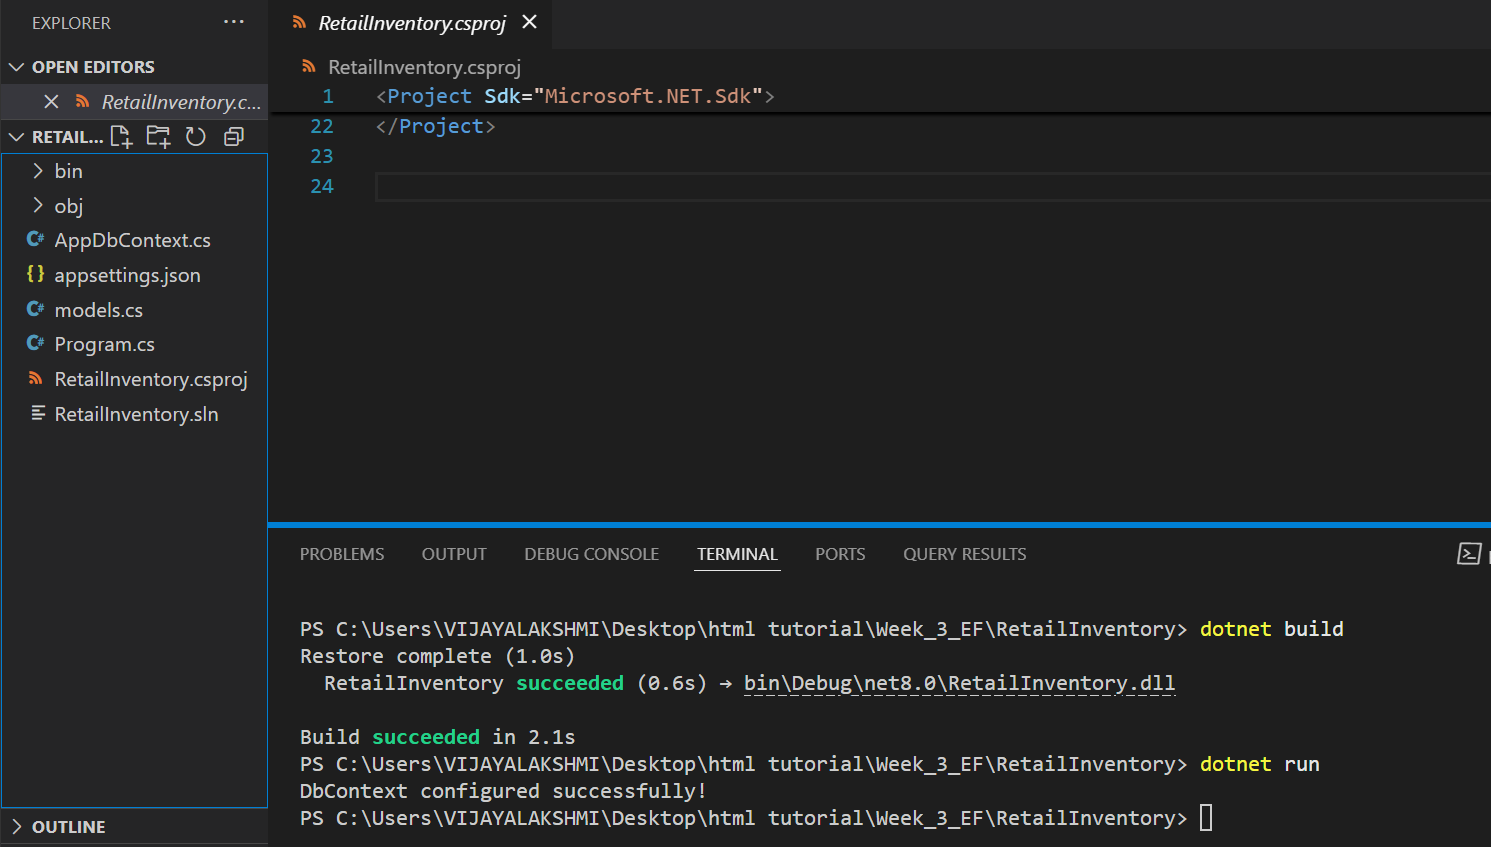 EXPLORER
OPEN EDITORS
RetailInventory.c...
RETAIL...
bin
obj
AppDbContext.cs
appsettings.json
models.cs
Program.cs
RetailInventory.csproj
RetailInventory.sln
OUTLINE
RetailInventory.csproj
RetailInventory.csproj
1 <Project Sdk="Microsoft.NET.Sdk">
22 </Project>
23
24
PROBLEMS OUTPUT DEBUG CONSOLE TERMINAL PORTS QUERY RESULTS
PS C:\Users\VIJAYALAKSHMI\Desktop\html tutorial\Week_3_EF\RetailInventory> dotnet build
Restore complete (1.0s)
RetailInventory succeeded (0.6s) → bin\Debug\net8.0\RetailInventory.dll
Build succeeded in 2.1s
PS C:\Users\VIJAYALAKSHMI\Desktop\html tutorial\Week_3_EF\RetailInventory> dotnet run
DbContext configured successfully!
PS C:\Users\VIJAYALAKSHMI\Desktop\html tutorial\Week_3_EF\RetailInventory>